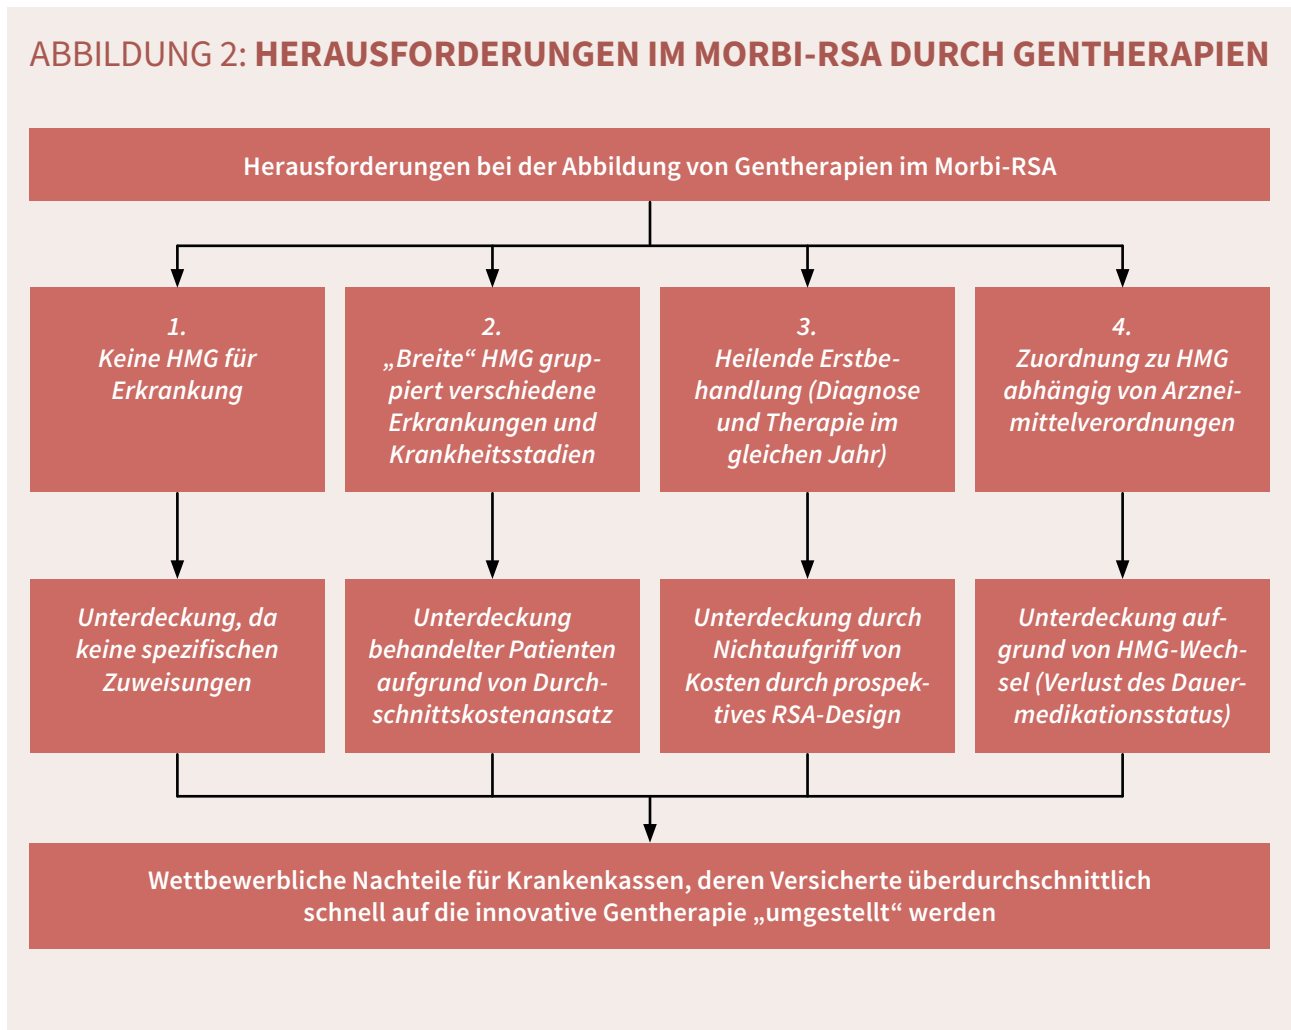 ABBILDUNG 2: HERAUSFORDERUNGEN IM MORBI-RSA DURCH GENTHERAPIEN
Herausforderungen bei der Abbildung von Gentherapien im Morbi-RSA
1.
Keine HMG für
Erkrankung
2.
„Breite“ HMG grup-
piert verschiedene
Erkrankungen und
Krankheitsstadien
3.
Heilende Erstbe-
handlung (Diagnose
und Therapie im
gleichen Jahr)
4.
Zuordnung zu HMG
abhängig von Arznei-
mittelverordnungen
Unterdeckung, da
keine spezifischen
Zuweisungen
Unterdeckung
behandelter Patienten
aufgrund von Durch-
schnittskostenansatz
Unterdeckung durch
Nichtaufgriff von
Kosten durch prospek-
tives RSA-Design
Unterdeckung auf-
grund von HMG-Wech-
sel (Verlust des Dauer-
medikationsstatus)
Wettbewerbliche Nachteile für Krankenkassen, deren Versicherte überdurchschnittlich
schnell auf die innovative Gentherapie „umgestellt“ werden